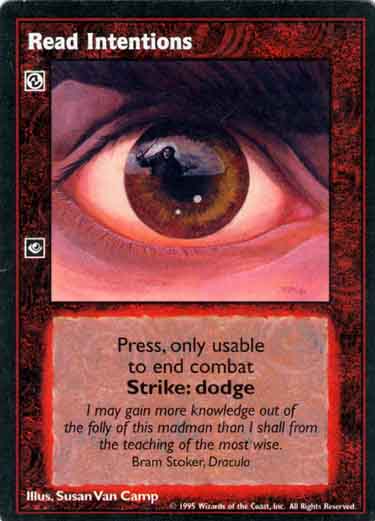 Read Intentions
Press, only usable
to end combat
Strike: dodge
I may gain more knowledge out of
the folly of this madman than I shall from
the teaching of the most wise.
Bram Stoker, Dracula
Illus. Susan Van Camp
© 1995 Wizards of the Coast, Inc. All Rights Reserved.